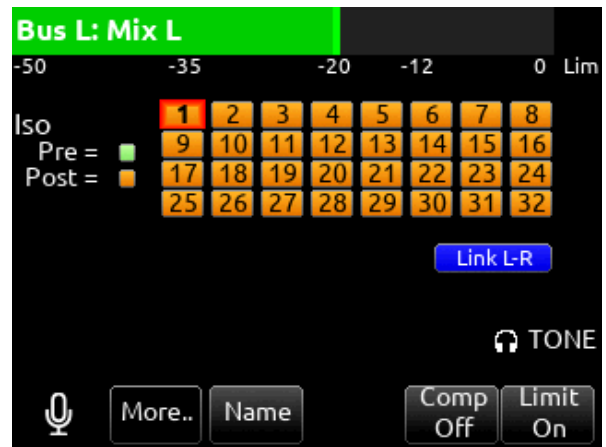 Bus L: Mix L
-50 -35 -20 -12 0 Lim
Iso
Pre =
Post =
1 2 3 4 5 6 7 8
9 10 11 12 13 14 15 16
17 18 19 20 21 22 23 24
25 26 27 28 29 30 31 32
Link L-R
TONE
More..
Name
Comp
Off
Limit
On